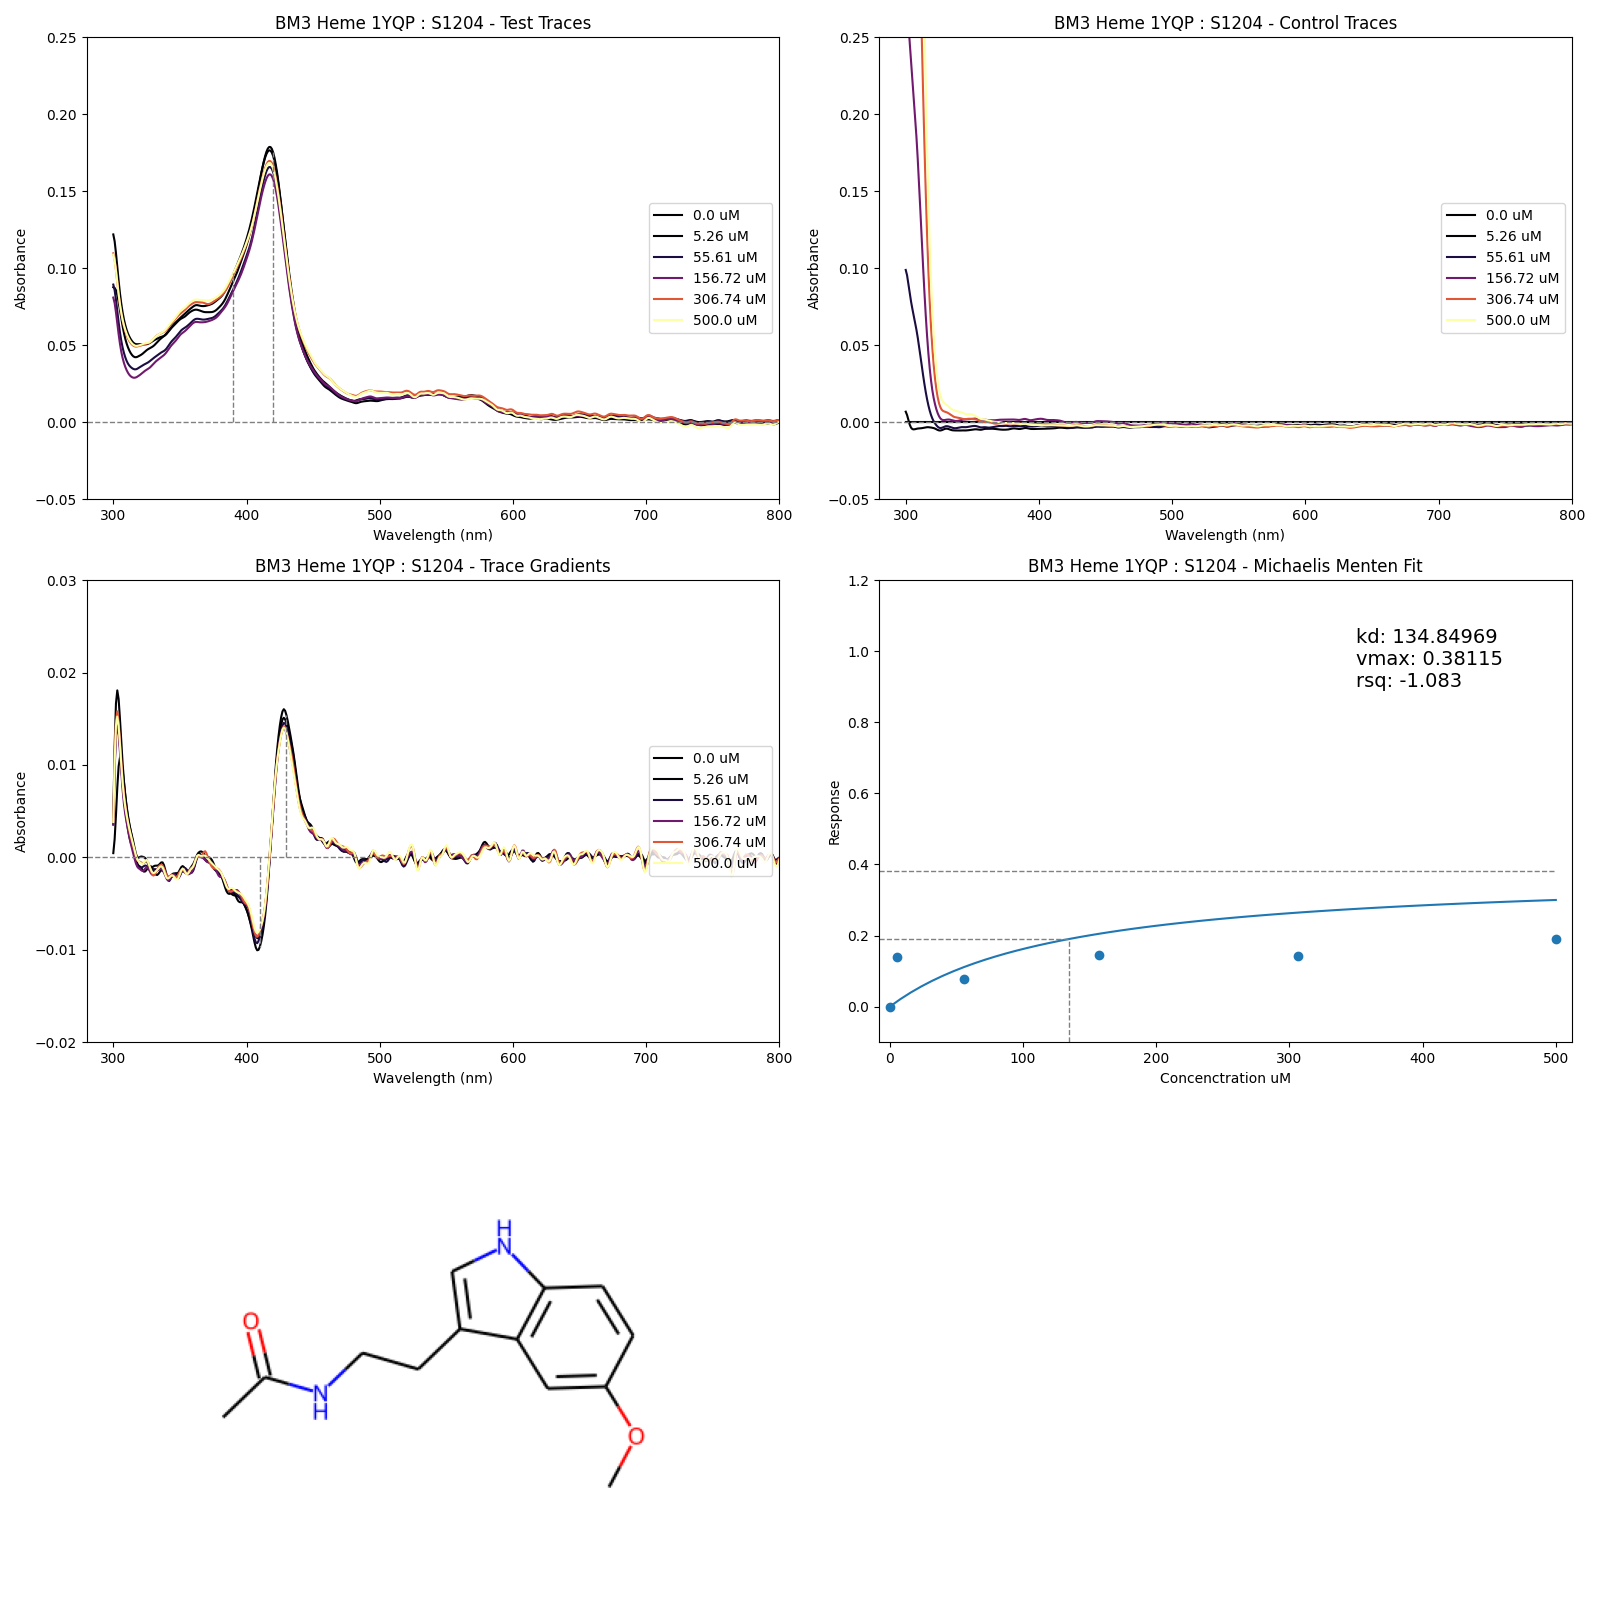 BM3 Heme 1YQP : S1204 - Test Traces
Absorbance
0.25
0.20
0.15
0.10
0.05
0.00
−0.05
300 400 500 600 700 800
Wavelength (nm)
0.0 uM
5.26 uM
55.61 uM
156.72 uM
306.74 uM
500.0 uM
BM3 Heme 1YQP : S1204 - Control Traces
Absorbance
0.25
0.20
0.15
0.10
0.05
0.00
−0.05
300 400 500 600 700 800
Wavelength (nm)
0.0 uM
5.26 uM
55.61 uM
156.72 uM
306.74 uM
500.0 uM
BM3 Heme 1YQP : S1204 - Trace Gradients
Absorbance
0.03
0.02
0.01
0.00
−0.01
−0.02
300 400 500 600 700 800
Wavelength (nm)
0.0 uM
5.26 uM
55.61 uM
156.72 uM
306.74 uM
500.0 uM
BM3 Heme 1YQP : S1204 - Michaelis Menten Fit
Response
1.2
1.0
0.8
0.6
0.4
0.2
0.0
0 100 200 300 400 500
Concenctration uM
kd: 134.84969
vmax: 0.38115
rsq: -1.083
H
N
O
N
H
O